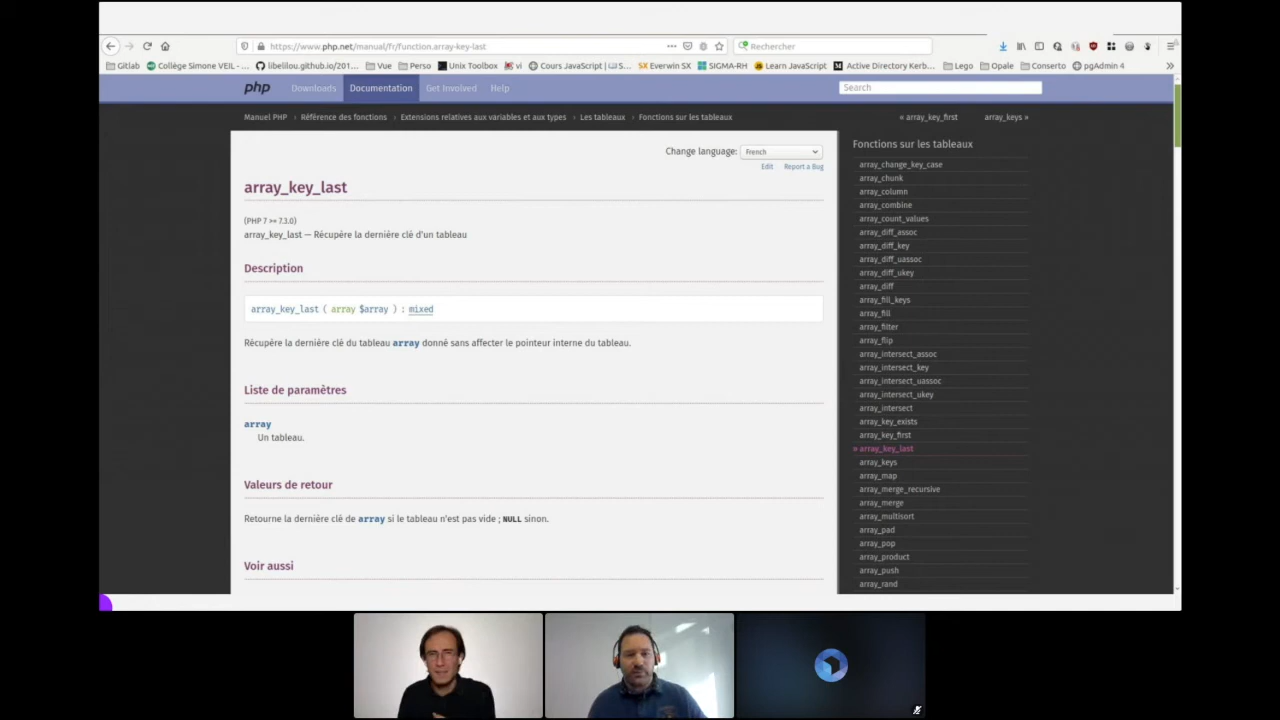 https://www.php.net/manual/fr/function.array-key-last
Rechercher
Gitlab
Collège Simone VEIL - ...
libelilou.github.io/201...
Vue
Perso
Unix Toolbox
vi
Cours JavaScript | S...
SX Everwin SX
SIGMA-RH
Learn JavaScript
Active Directory Kerb...
Lego
Opale
Conserto
pgAdmin 4
php
Downloads
Documentation
Get Involved
Help
Search
Manuel PHP › Référence des fonctions › Extensions relatives aux variables et aux types › Les tableaux › Fonctions sur les tableaux
« array_key_first
array_keys »
Change language: French
Edit Report a Bug
array_key_last
(PHP 7 >= 7.3.0)
array_key_last — Récupère la dernière clé d'un tableau
Description
array_key_last ( array $array ) : mixed
Récupère la dernière clé du tableau array donné sans affecter le pointeur interne du tableau.
Liste de paramètres
array
Un tableau.
Valeurs de retour
Retourne la dernière clé de array si le tableau n'est pas vide ; NULL sinon.
Voir aussi
Fonctions sur les tableaux
array_change_key_case
array_chunk
array_column
array_combine
array_count_values
array_diff_assoc
array_diff_key
array_diff_uassoc
array_diff_ukey
array_diff
array_fill_keys
array_fill
array_filter
array_flip
array_intersect_assoc
array_intersect_key
array_intersect_uassoc
array_intersect_ukey
array_intersect
array_key_exists
array_key_first
» array_key_last
array_keys
array_map
array_merge_recursive
array_merge
array_multisort
array_pad
array_pop
array_product
array_push
array_rand